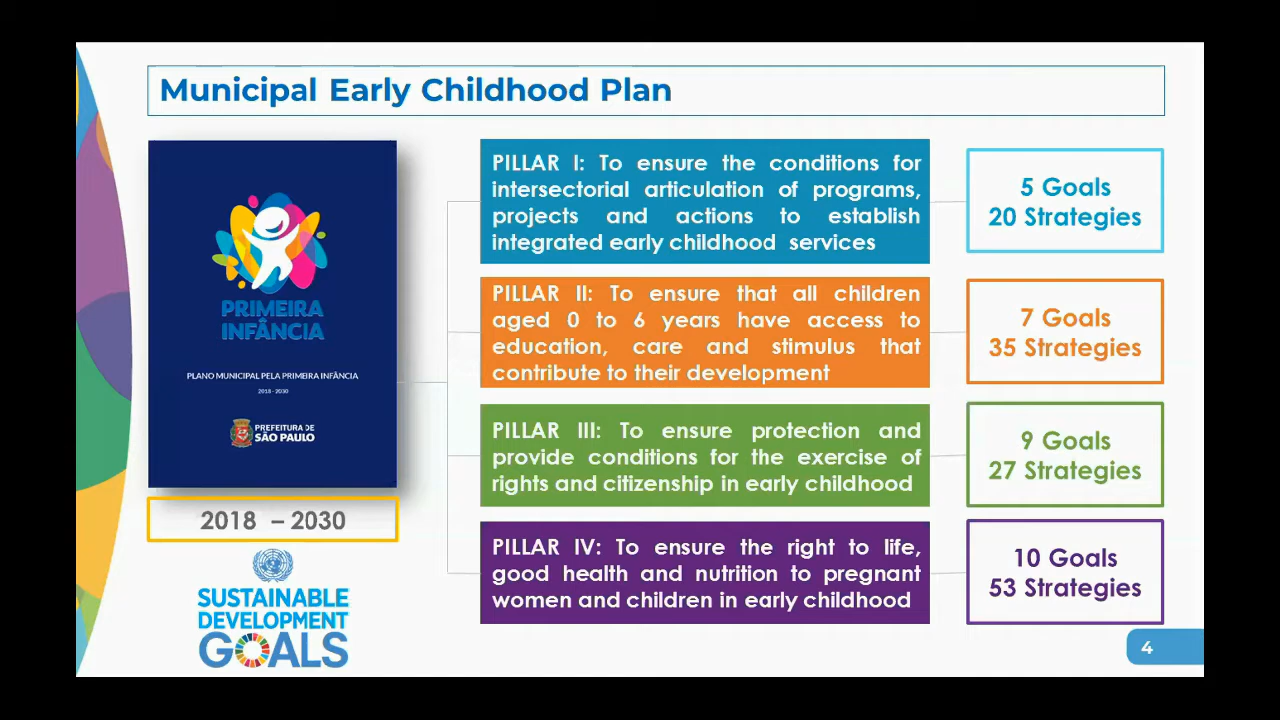 Municipal Early Childhood Plan
PRIMEIRA
INFÂNCIA
PLANO MUNICIPAL PELA PRIMEIRA INFÂNCIA
2018 - 2030
PREFEITURA DE
SÃO PAULO
2018 – 2030
SUSTAINABLE
DEVELOPMENT
GOALS
PILLAR I: To ensure the conditions for
intersectorial articulation of programs,
projects and actions to establish
integrated early childhood services
5 Goals
20 Strategies
PILLAR II: To ensure that all children
aged 0 to 6 years have access to
education, care and stimulus that
contribute to their development
7 Goals
35 Strategies
PILLAR III: To ensure protection and
provide conditions for the exercise of
rights and citizenship in early childhood
9 Goals
27 Strategies
PILLAR IV: To ensure the right to life,
good health and nutrition to pregnant
women and children in early childhood
10 Goals
53 Strategies
4